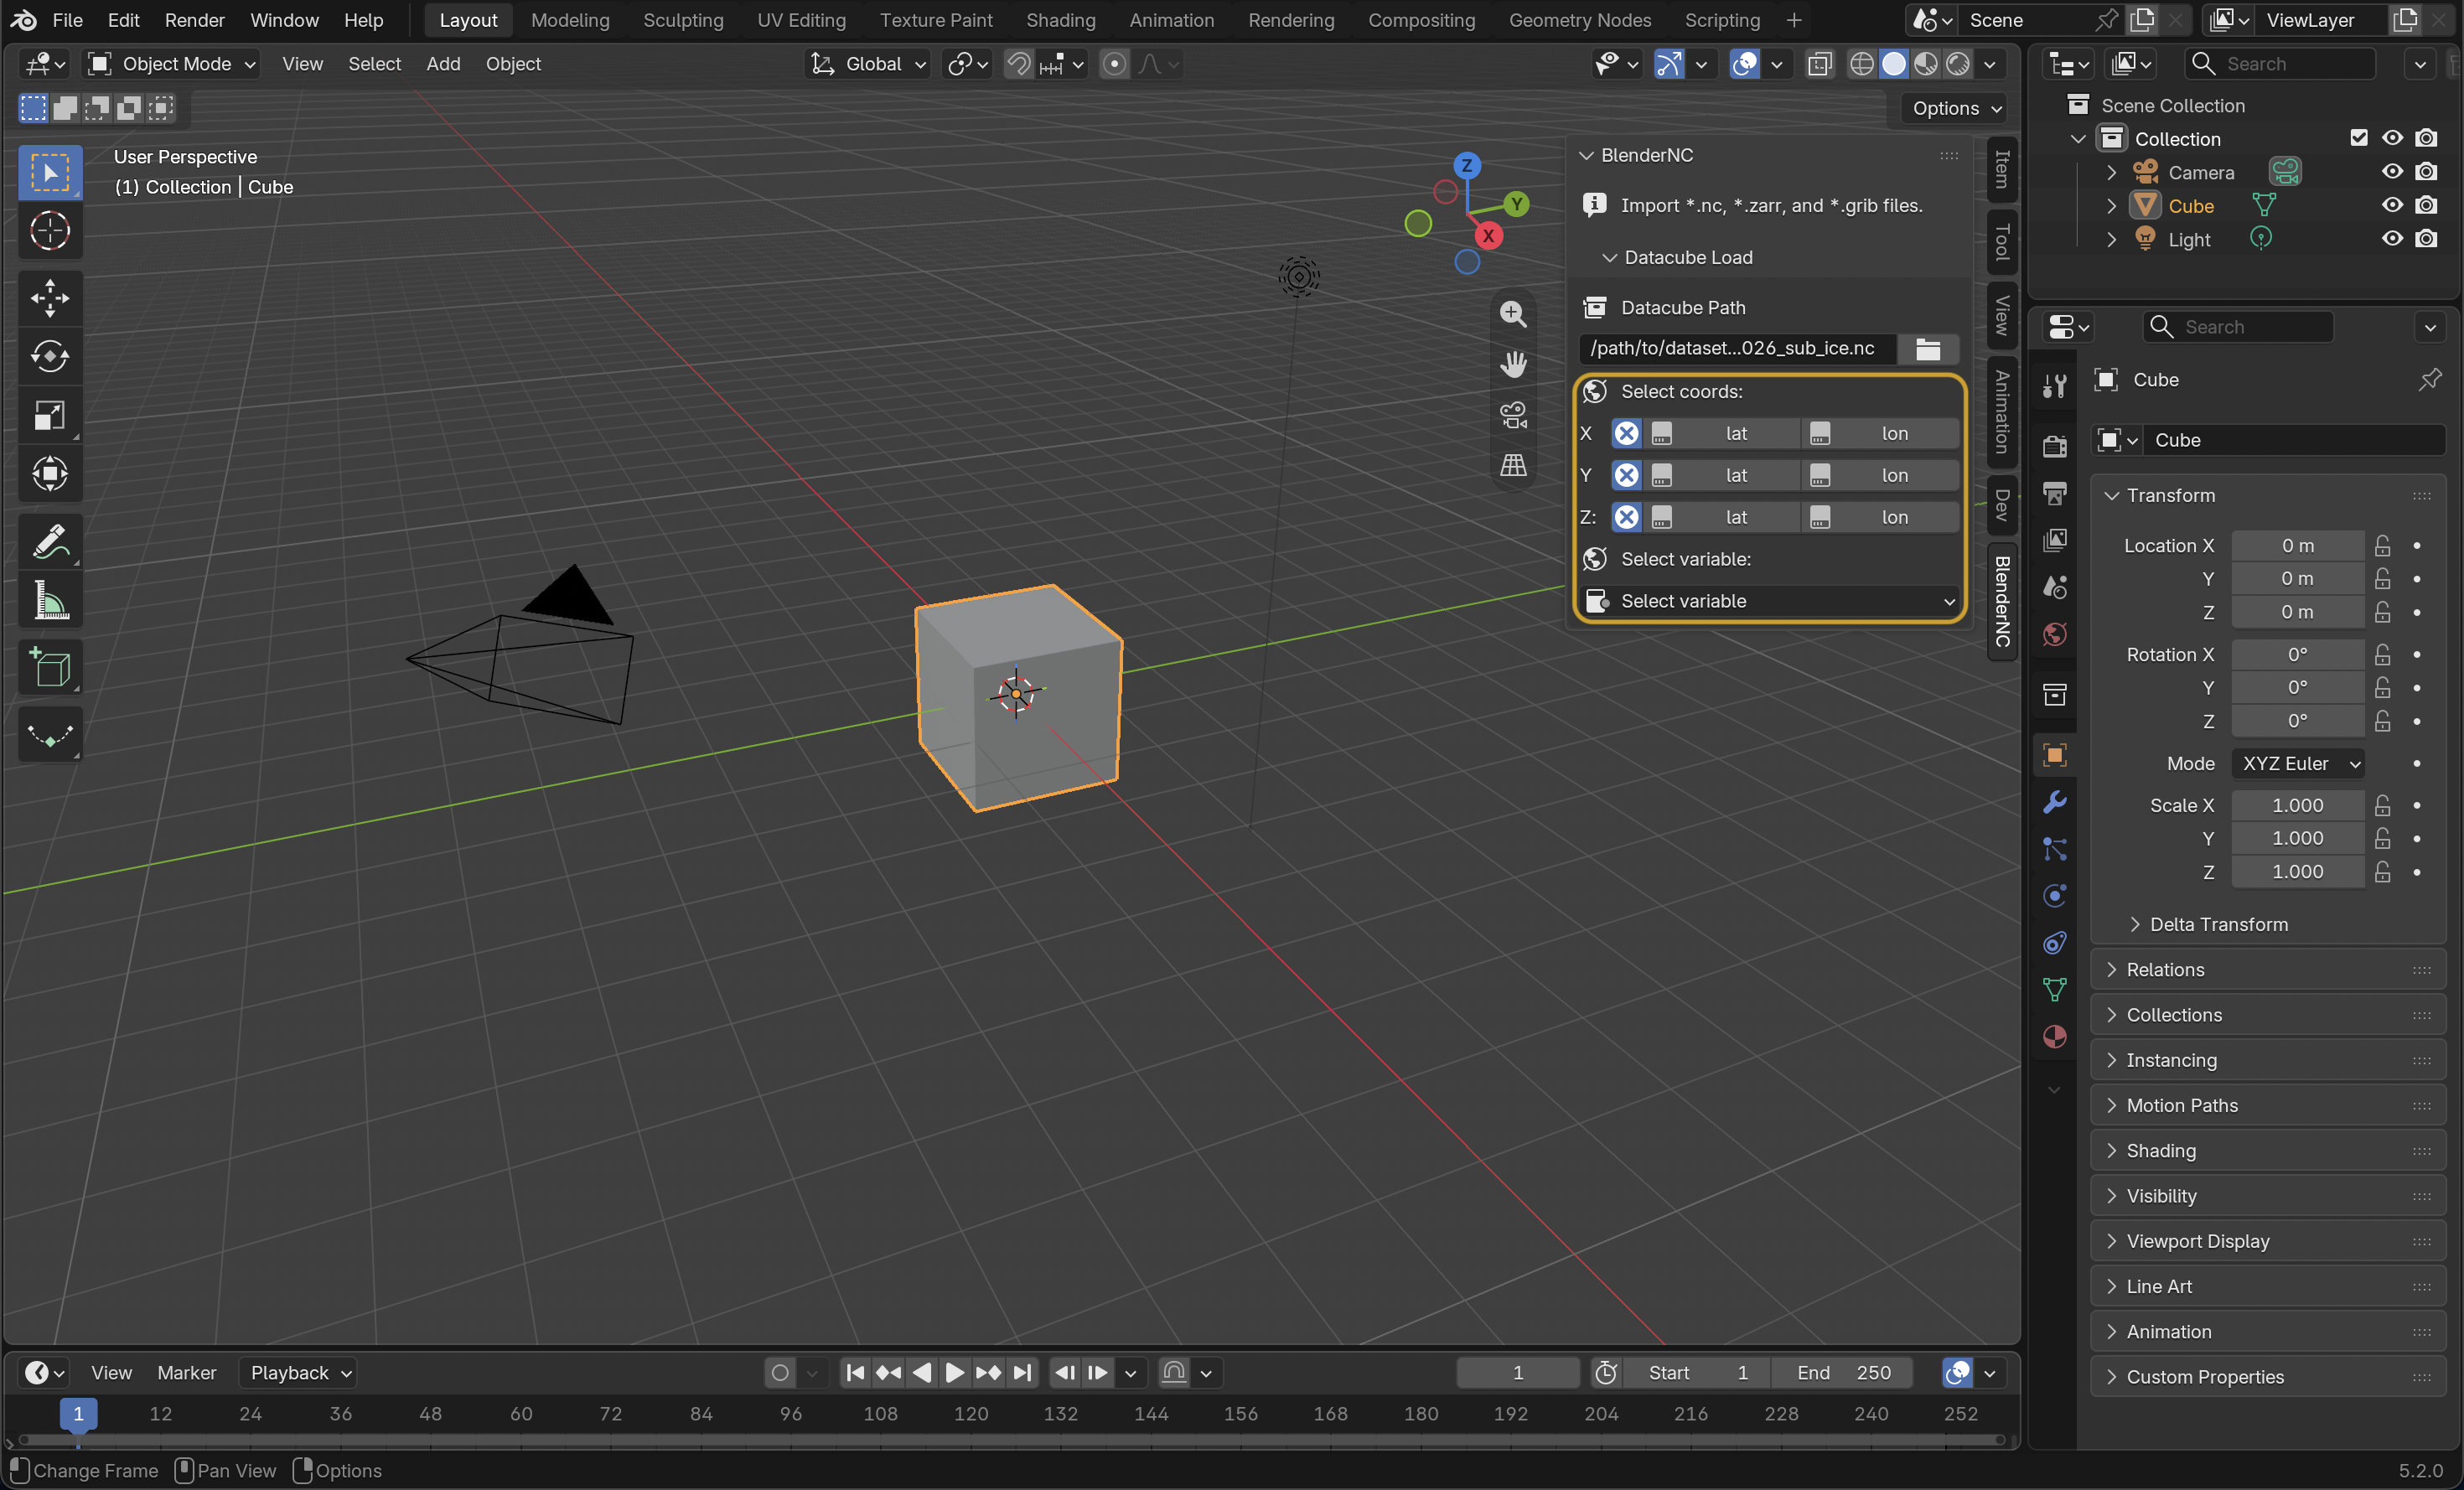 File Edit Render Window Help Layout Modeling Sculpting UV Editing Texture Paint Shading Animation Rendering Compositing Geometry Nodes Scripting + Scene ViewLayer
Object Mode View Select Add Object Global
Options
User Perspective
(1) Collection | Cube
Z
Y
X
BlenderNC
Import *.nc, *.zarr, and *.grib files.
Datacube Load
Datacube Path
/path/to/dataset...026_sub_ice.nc
Select coords:
X lat lon
Y lat lon
Z: lat lon
Select variable:
Select variable
Item
Tool
View
Animation
Dev
BlenderNC
Search
Scene Collection
Collection
Camera
Cube
Light
Search
Cube
Cube
Transform
Location X 0 m
Y 0 m
Z 0 m
Rotation X 0°
Y 0°
Z 0°
Mode XYZ Euler
Scale X 1.000
Y 1.000
Z 1.000
Delta Transform
Relations
Collections
Instancing
Motion Paths
Shading
Visibility
Viewport Display
Line Art
Animation
Custom Properties
View Marker Playback 1 Start 1 End 250
1 12 24 36 48 60 72 84 96 108 120 132 144 156 168 180 192 204 216 228 240 252
Change Frame Pan View Options 5.2.0